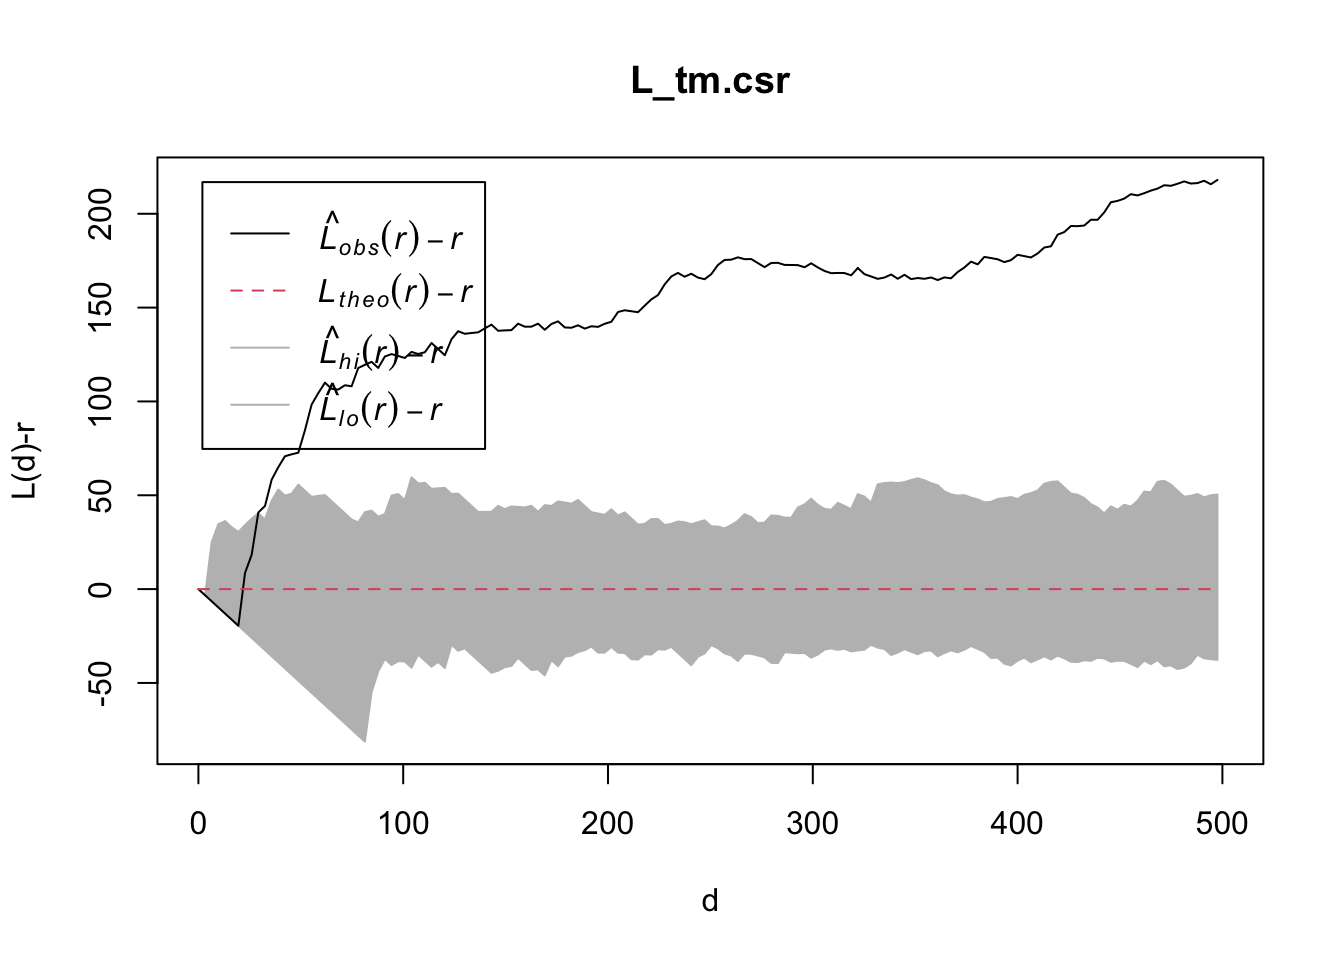 L_tm.csr
L̂obs(r) − r
Ltheo(r) − r
L̂hi(r) − r
L̂lo(r) − r
L(d)-r
200
150
100
50
0
-50
0 100 200 300 400 500
d